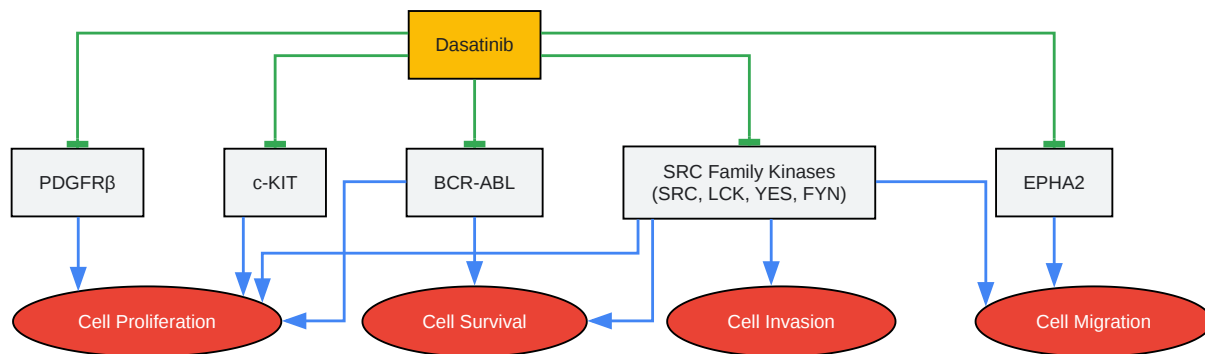 Dasatinib
PDGFRβ
c-KIT
BCR-ABL
SRC Family Kinases
(SRC, LCK, YES, FYN)
EPHA2
Cell Proliferation
Cell Survival
Cell Invasion
Cell Migration